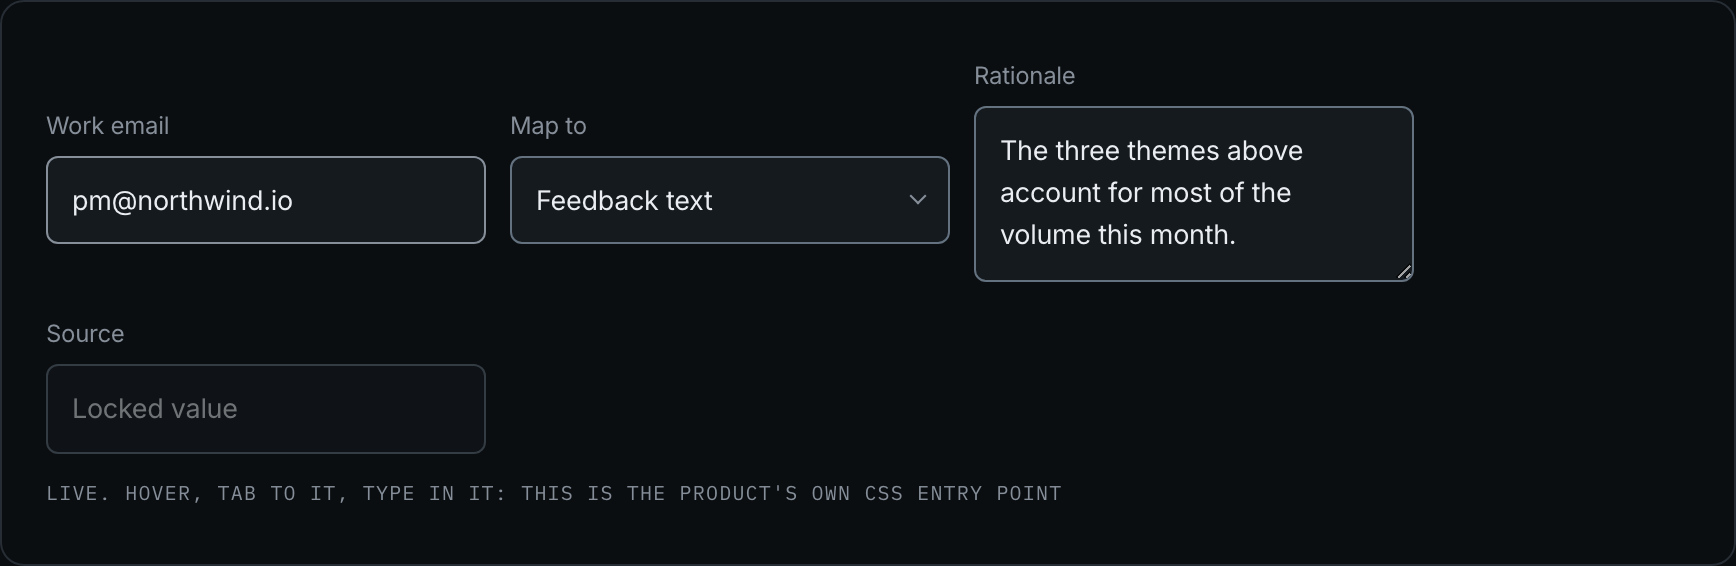 Work email
pm@northwind.io
Map to
Feedback text
Rationale
The three themes above
account for most of the
volume this month.
Source
Locked value
LIVE. HOVER, TAB TO IT, TYPE IN IT: THIS IS THE PRODUCT'S OWN CSS ENTRY POINT